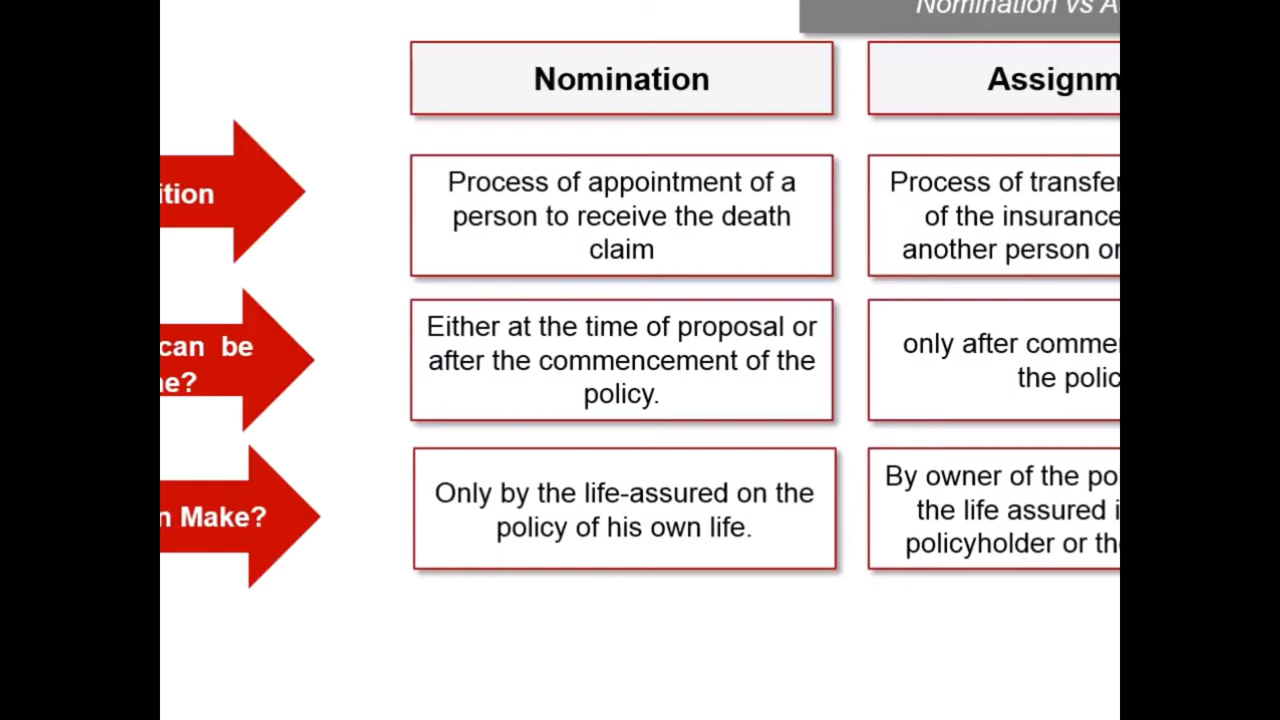 Nomination Vs A
Nomination
Assignm
ition
Process of appointment of a
person to receive the death
claim
Process of transfer
of the insurance
another person or
can be
e?
Either at the time of proposal or
after the commencement of the
policy.
only after comme
the polic
n Make?
Only by the life-assured on the
policy of his own life.
By owner of the po
the life assured i
policyholder or th